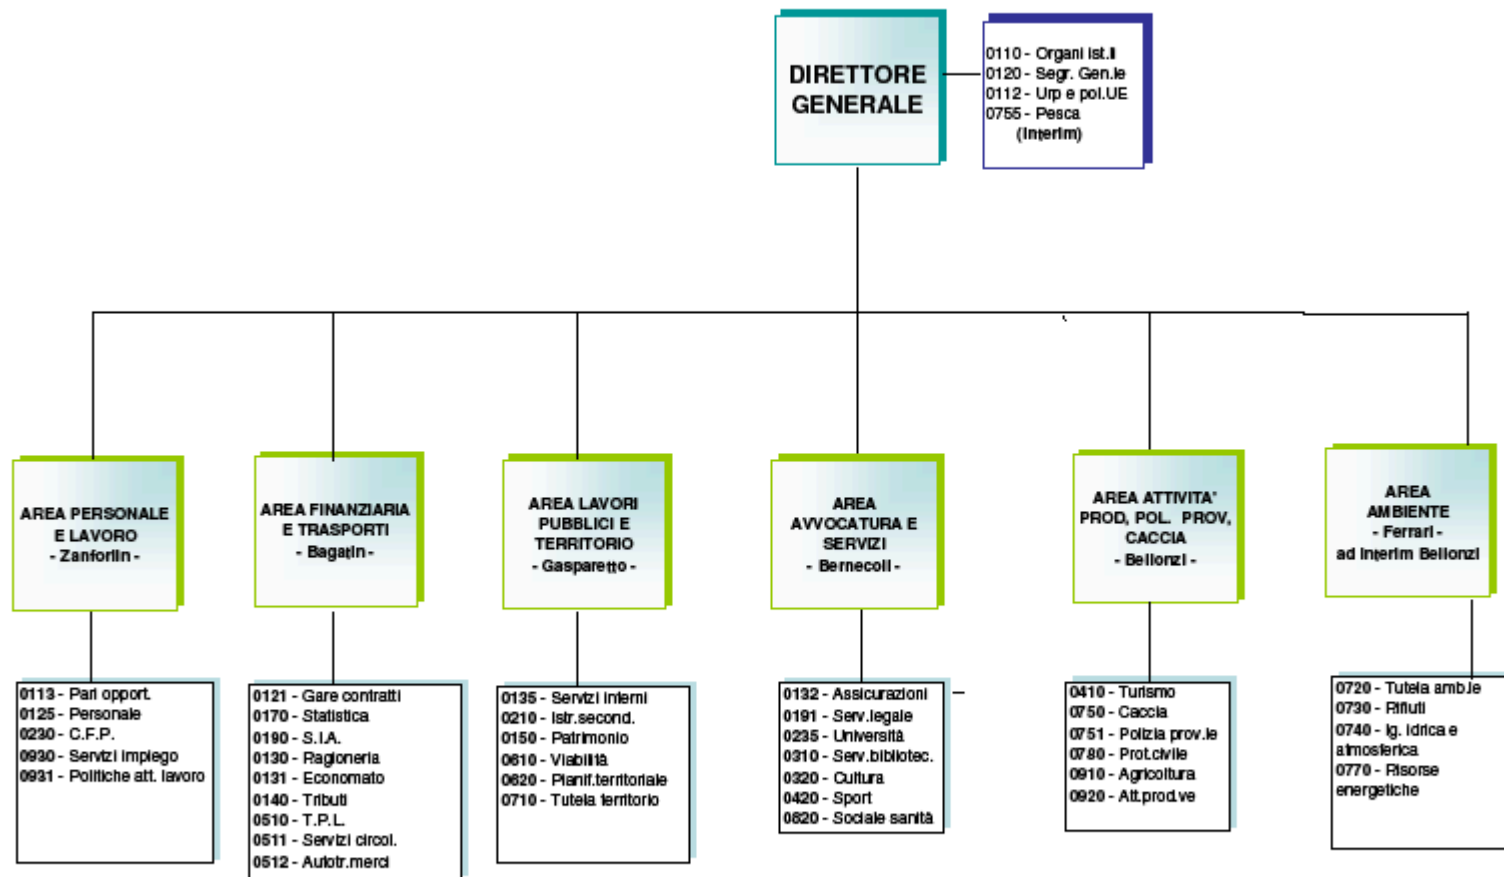 DIRETTORE
GENERALE
0110 - Organi ist.li
0120 - Segr. Gen.le
0112 - Urp e pol.UE
0755 - Pesca
(interim)
AREA PERSONALE
E LAVORO
- Zanforlin -
AREA FINANZIARIA
E TRASPORTI
- Bagatin -
AREA LAVORI
PUBBLICI E
TERRITORIO
- Gasparetto -
AREA
AVVOCATURA E
SERVIZI
- Bernecoli -
AREA ATTIVITA'
PROD, POL. PROV,
CACCIA
- Bellonzi -
AREA
AMBIENTE
- Ferrari -
ad interim Bellonzi
0113 - Pari opport.
0125 - Personale
0230 - C.F.P.
0930 - Servizi impiego
0931 - Politiche att. lavoro
0121 - Gare contratti
0170 - Statistica
0190 - S.I.A.
0130 - Ragioneria
0131 - Economato
0140 - Tributi
0510 - T.P.L.
0511 - Servizi circol.
0512 - Autotr.merci
0135 - Servizi interni
0210 - Istr.second.
0150 - Patrimonio
0610 - Viabilità
0620 - Pianif.territoriale
0710 - Tutela territorio
0132 - Assicurazioni
0191 - Serv.legale
0235 - Università
0310 - Serv.bibliotec.
0320 - Cultura
0420 - Sport
0820 - Sociale sanità
0410 - Turismo
0750 - Caccia
0751 - Polizia prov.le
0780 - Prot.civile
0910 - Agricoltura
0920 - Att.prod.ve
0720 - Tutela amb.le
0730 - Rifiuti
0740 - Ig. idrica e
atmosferica
0770 - Risorse
energetiche